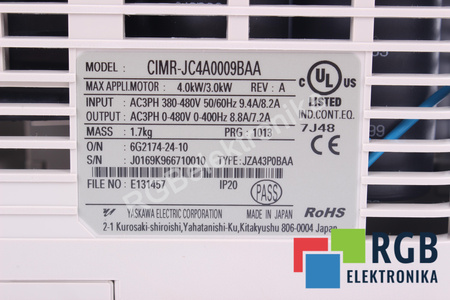 MODEL : CIMR-JC4A0009BAA
MAX APPLI.MOTOR : 4.0kW/3.0kW REV : A
INPUT : AC3PH 380-480V 50/60Hz 9.4A/8.2A
OUTPUT : AC3PH 0-480V 0-400Hz 8.8A/7.2A
MASS : 1.7kg PRG : 1013
O/N : 6G2174-24-10
S/N : J0169K966710010 TYPE: JZA43P0BAA
FILE NO : E131457 IP20 PASS
YASKAWA ELECTRIC CORPORATION MADE IN JAPAN RoHS
2-1 Kurosaki-shiroishi, Yahatanishi-Ku, Kitakyushu 806-0004 Japan
C UL US
LISTED
IND.CONT.EQ.
7J48
RGBelektronika
RGB
ELEKTRONIKA